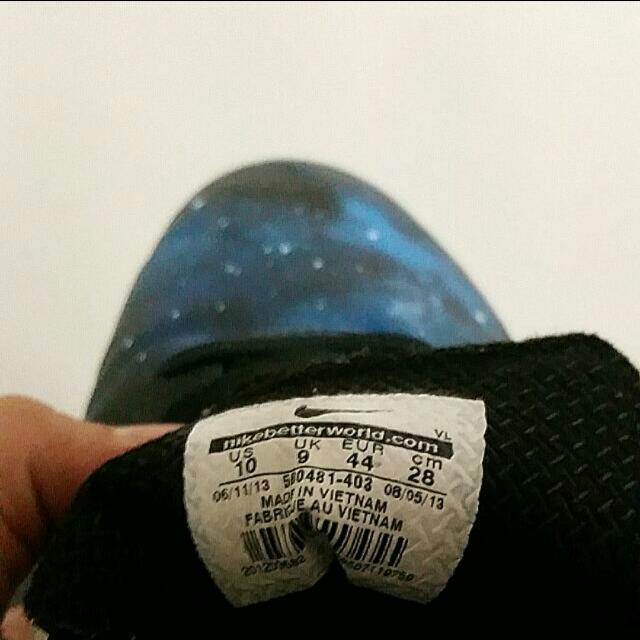 nikebetterworld.com
VL
US UK EUR cm
10 9 44 28
06/11/13 580481-403 08/05/13
MADE IN VIETNAM
FABRIQUE AU VIETNAM